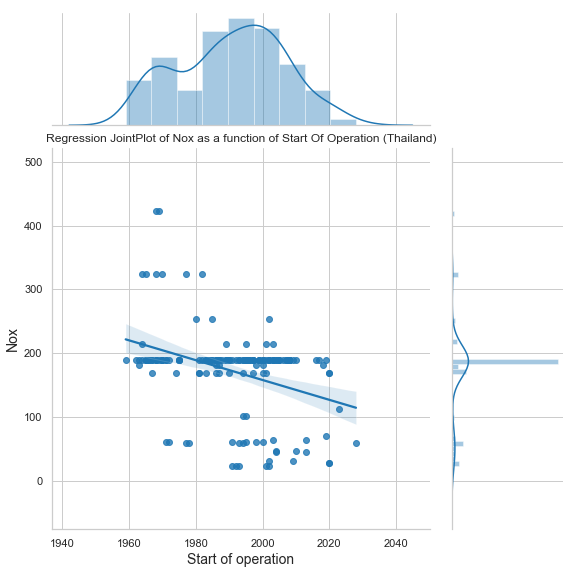 Regression JointPlot of Nox as a function of Start Of Operation (Thailand)
500
400
300
200
100
0
Nox
1940 1960 1980 2000 2020 2040
Start of operation